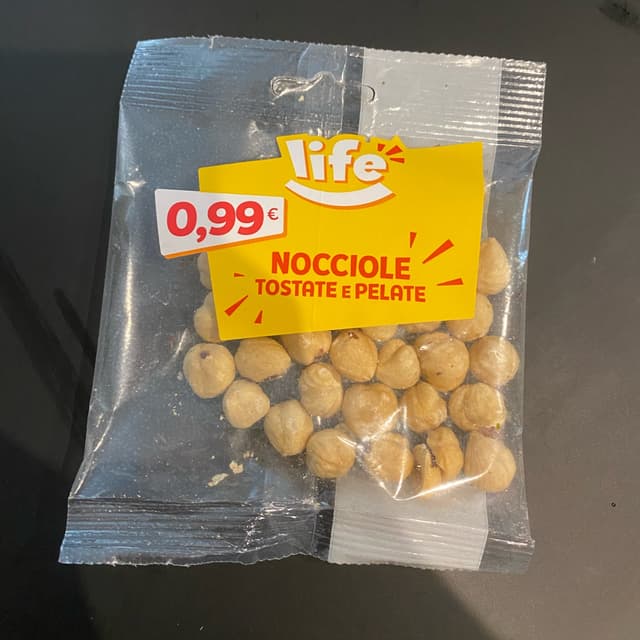 life
0,99€
NOCCIOLE
TOSTATE E PELATE